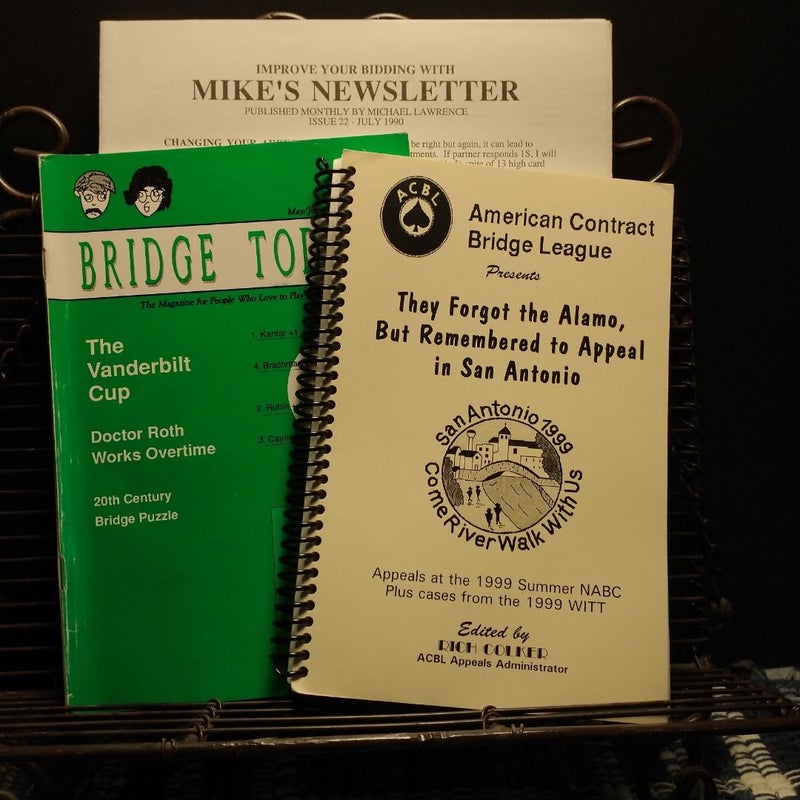 IMPROVE YOUR BIDDING WITH
MIKE'S NEWSLETTER
PUBLISHED MONTHLY BY MICHAEL LAWRENCE
ISSUE 22 - JULY 1990
CHANGING YOUR
be right but again, it can lead to
If partner responds 1S, I will
of 13 high card
BRIDGE
The Magazine for People Who Love to Play
The
Vanderbilt
Cup
Doctor Roth
Works Overtime
20th Century
Bridge Puzzle
1. Kantar +1
4.
2.
3.
ACBL
American Contract
Bridge League
Presents
They Forgot the Alamo,
But Remembered to Appeal
in San Antonio
San Antonio 1999
Come River Walk With Us
Appeals at the 1999 Summer NABC
Plus cases from the 1999 WITT
Edited by
RICH COLKER
ACBL Appeals Administrator